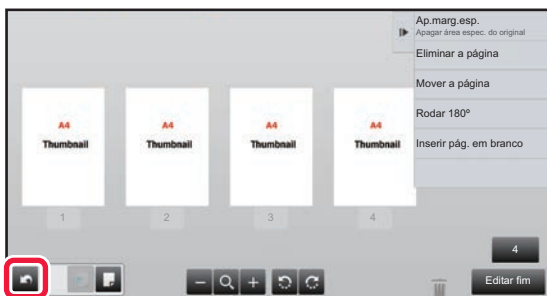 Ap.marg.esp.
Apagar área espec. do original
Eliminar a página
Mover a página
Rodar 180º
Inserir pág. em branco
A4 A4 A4 A4
Thumbnail Thumbnail Thumbnail Thumbnail
1 2 3 4
4
Editar fim